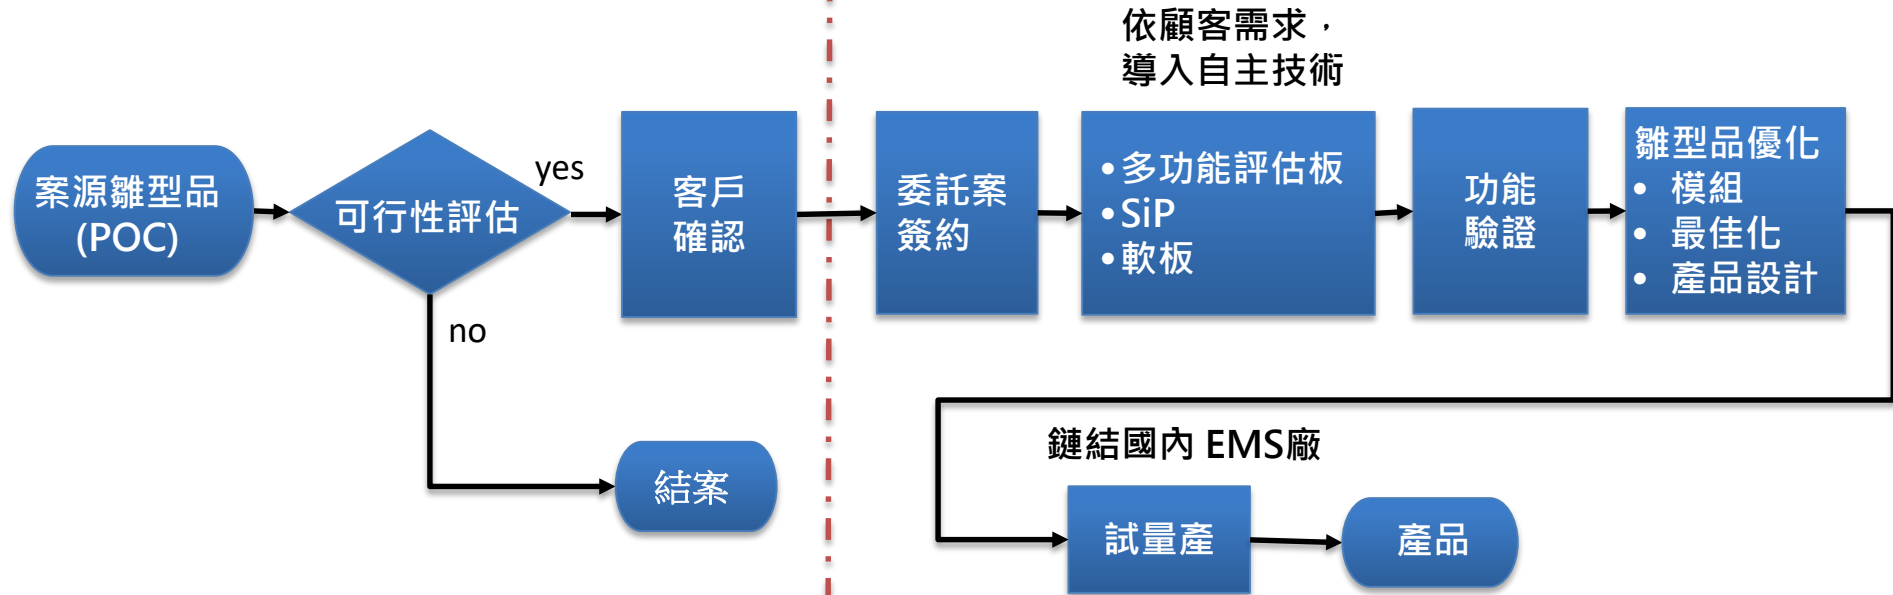 依顧客需求，
導入自主技術
案源雛型品
(POC)
可行性評估
yes
no
客戶
確認
結案
委託案
簽約
•多功能評估板
•SiP
•軟板
功能
驗證
雛型品優化
• 模組
• 最佳化
• 產品設計
鏈結國內 EMS廠
試量產
產品